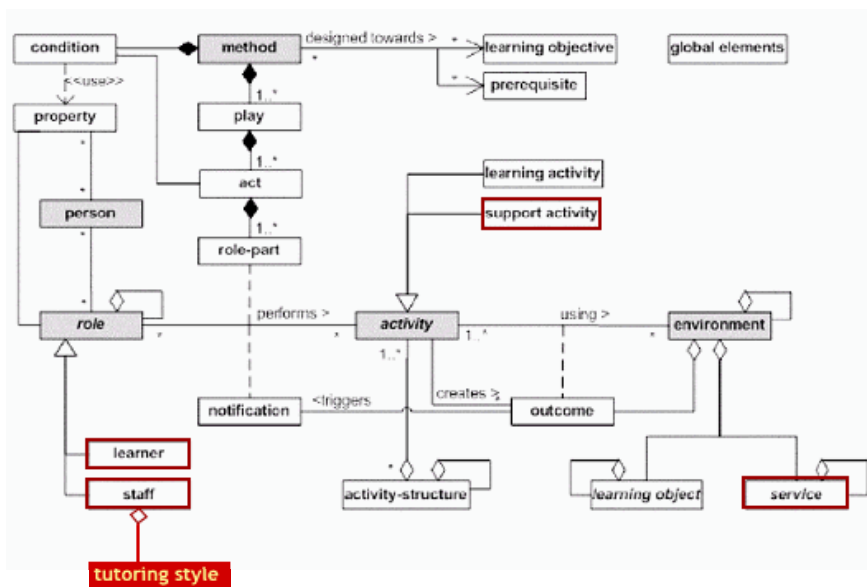 condition
method
designed towards >
*
*
learning objective
global elements
*
prerequisite
<<use>>
1..*
property
play
*
1..*
learning activity
act
*
support activity
person
1..*
*
role-part
*
role
*
performs >
*
activity
1..*
using >
*
environment
1..*
notification
<triggers
creates >
*
outcome
learner
*
staff
activity-structure
learning object
service
tutoring style